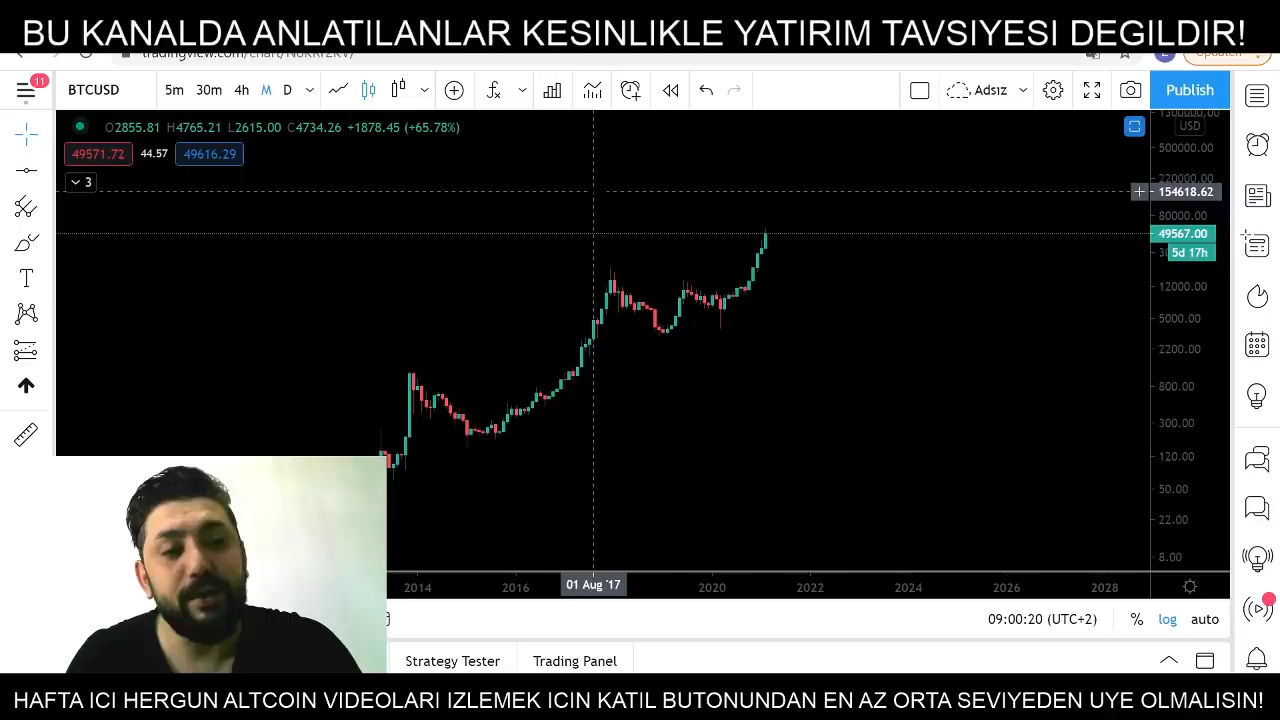 BU KANALDA ANLATILANLAR KESINLIKLE YATIRIM TAVSIYESI DEGILDIR!
11
BTCUSD 5m 30m 4h M D Adsız Publish
O2855.81 H4765.21 L2615.00 C4734.26 +1878.45 (+65.78%)
USD
49571.72 44.57 49616.29
500000.00
3
220000.00
154618.62
80000.00
49567.00
5d 17h
12000.00
5000.00
2200.00
800.00
300.00
120.00
50.00
22.00
8.00
2014 2016 01 Aug '17 2020 2022 2024 2026 2028
09:00:20 (UTC+2) % log auto
Strategy Tester Trading Panel
HAFTA ICI HERGUN ALTCOIN VIDEOLARI IZLEMEK ICIN KATIL BUTONUNDAN EN AZ ORTA SEVIYEDEN UYE OLMALISIN!